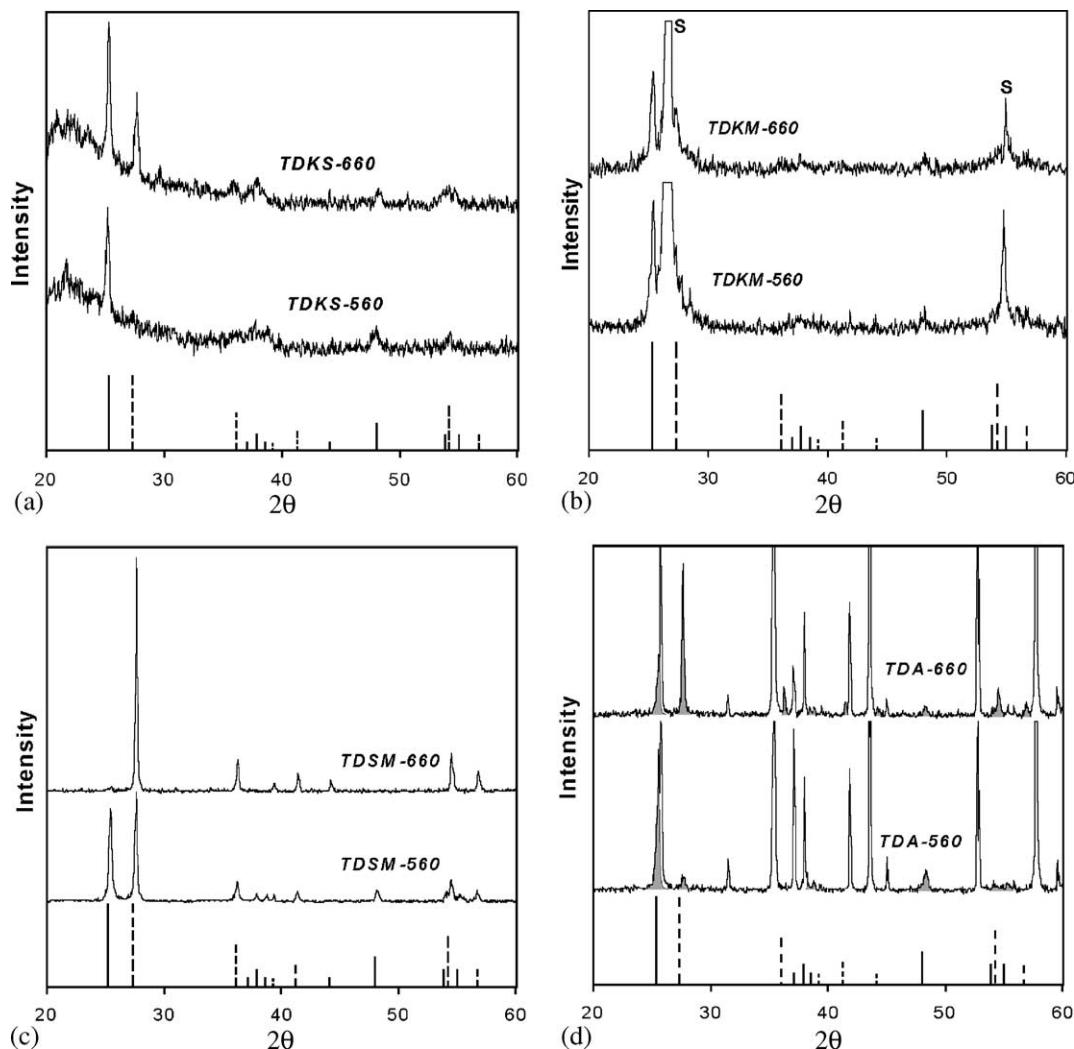 Intensity
TDKS-660
TDKS-560
20 30 40 50 60
(a) 2θ
Intensity
S
S
TDKM-660
TDKM-560
20 30 40 50 60
(b) 2θ
Intensity
TDSM-660
TDSM-560
20 30 40 50 60
(c) 2θ
Intensity
TDA-660
TDA-560
20 30 40 50 60
(d) 2θ